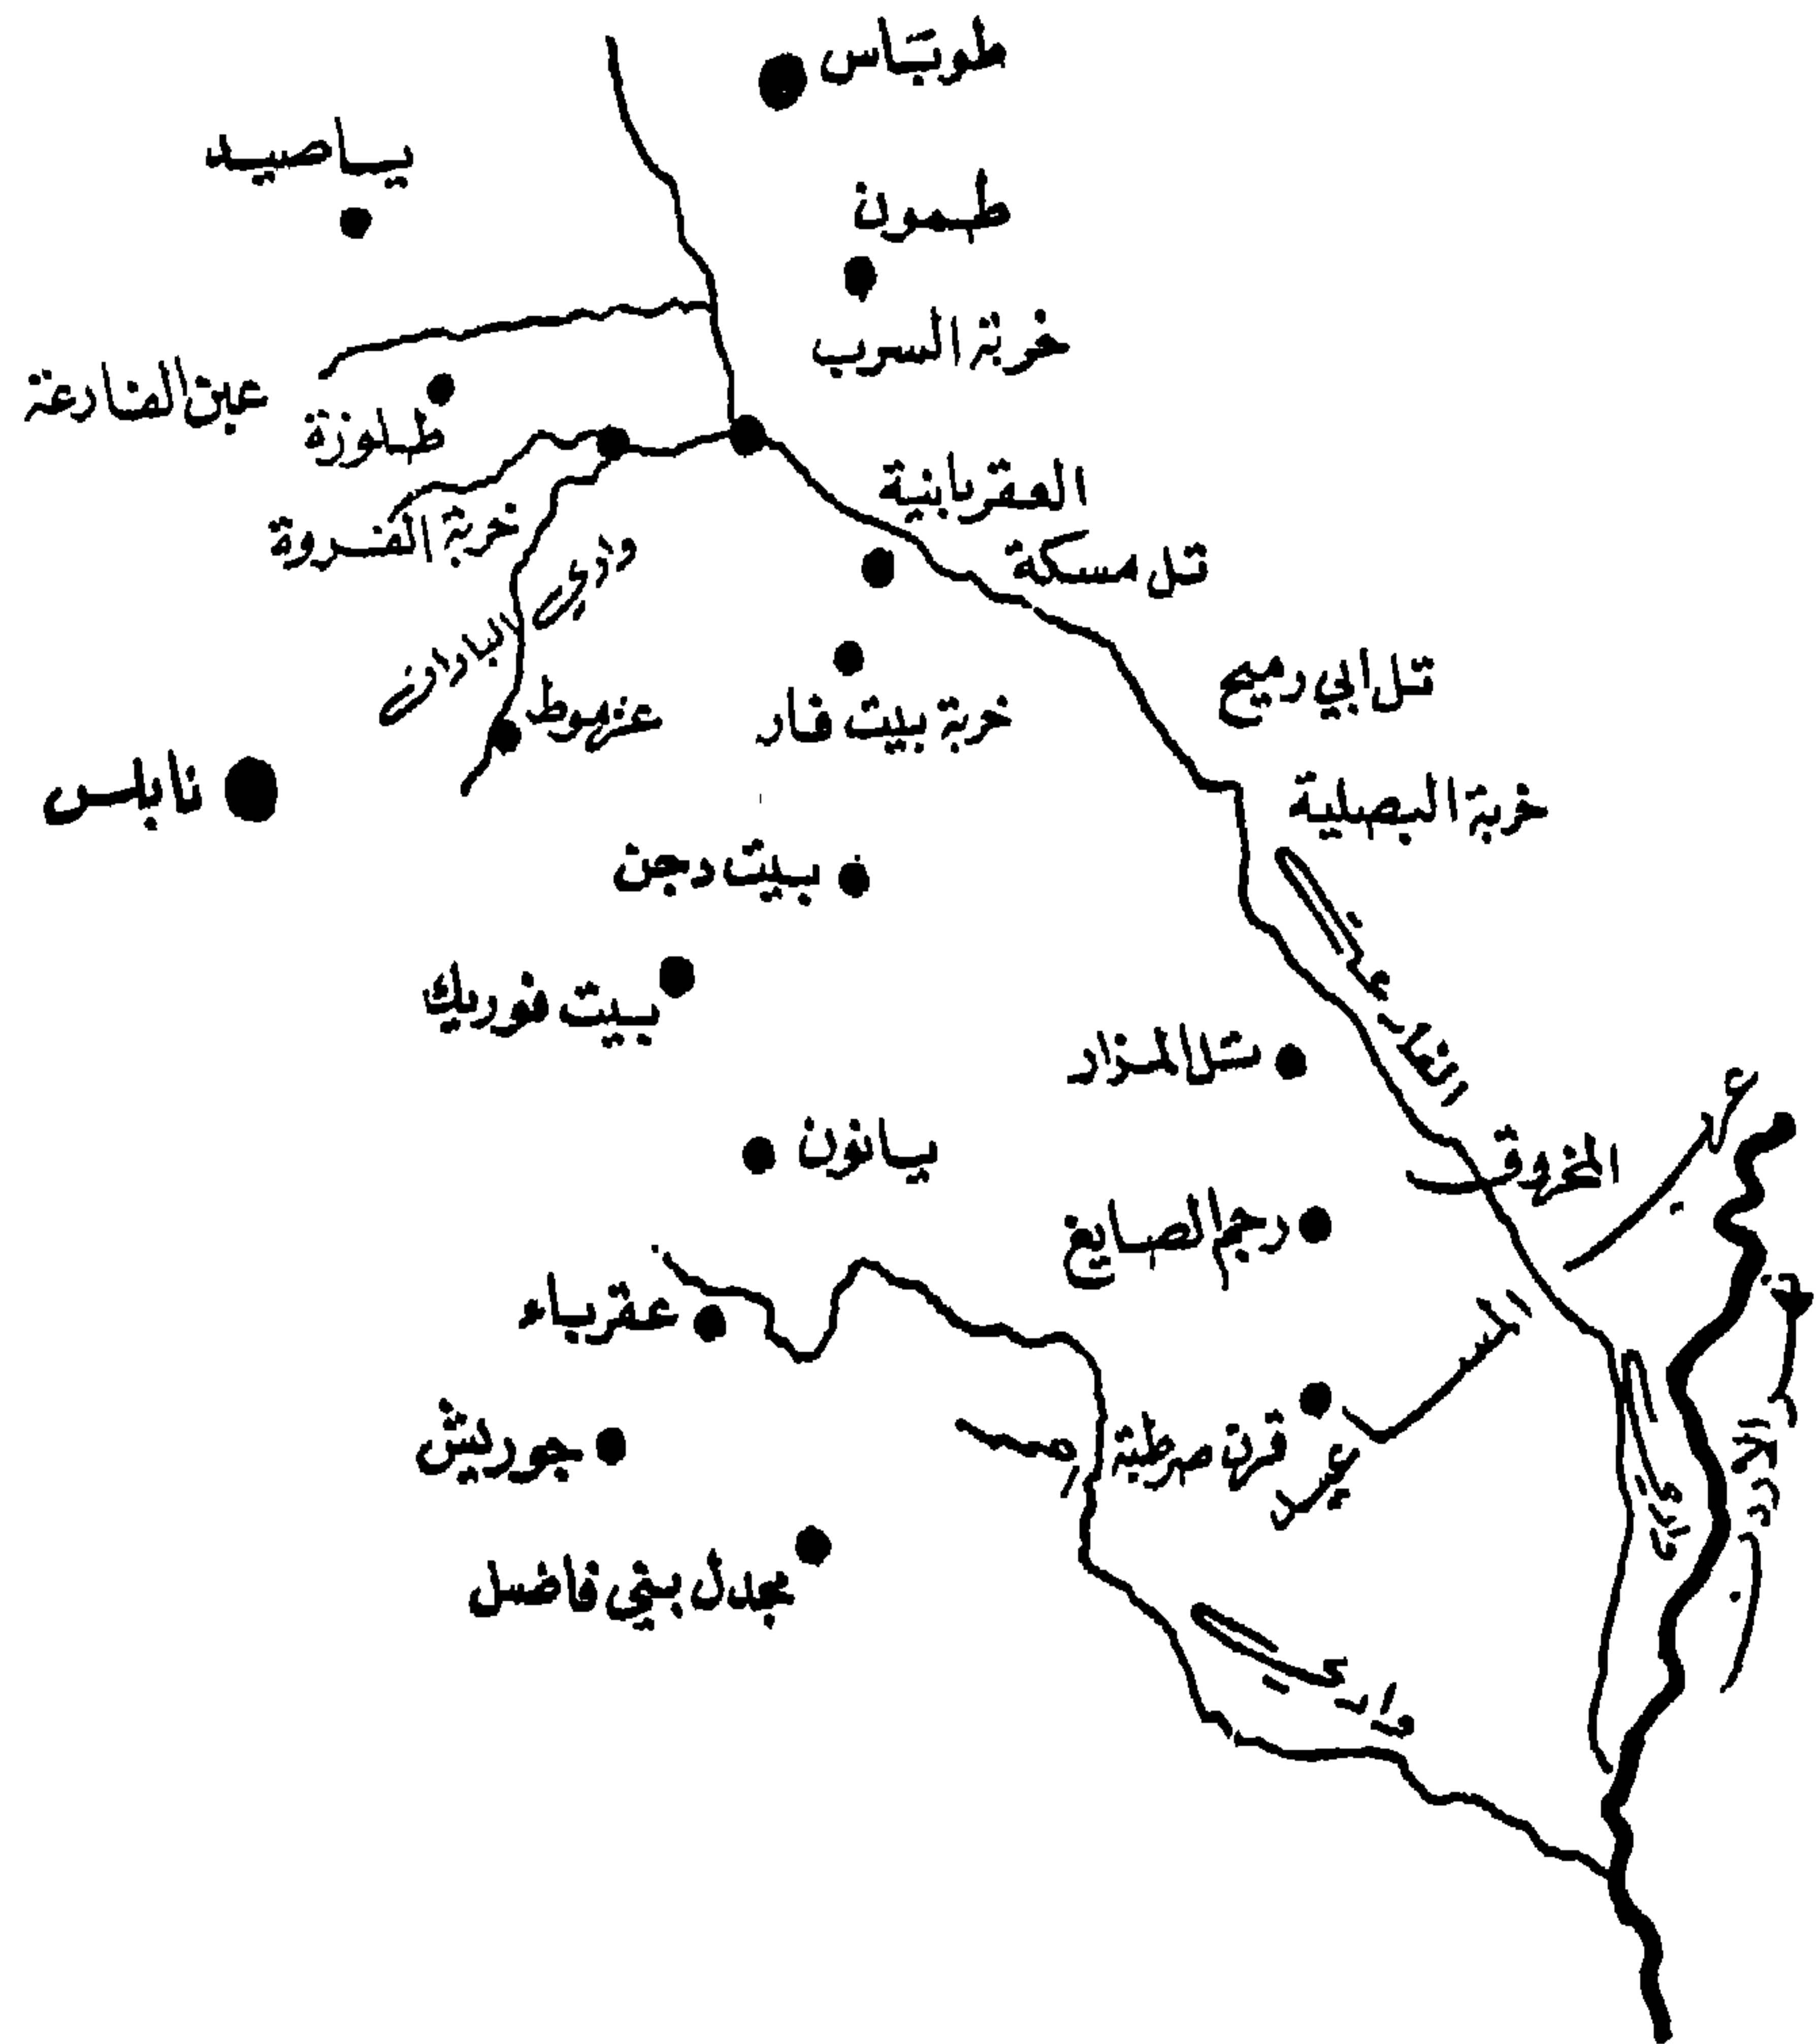 طوباس
ياصيد
طمون
خربة السرب
عين الفارعة
طلوزة
العقربانية
خربة الفروة
تل مسكة
وادي
بيدان
تل ابي رميح
عزموط
خربة بيت فار
نابلس
خربة البصلية
بيت دجن
بيت فوريك
تل المزار
يانون
المخروق
رجم الصايغ
عقرباء
قرن صرطبة
جوريش
مجدل بني فاضل
وادي